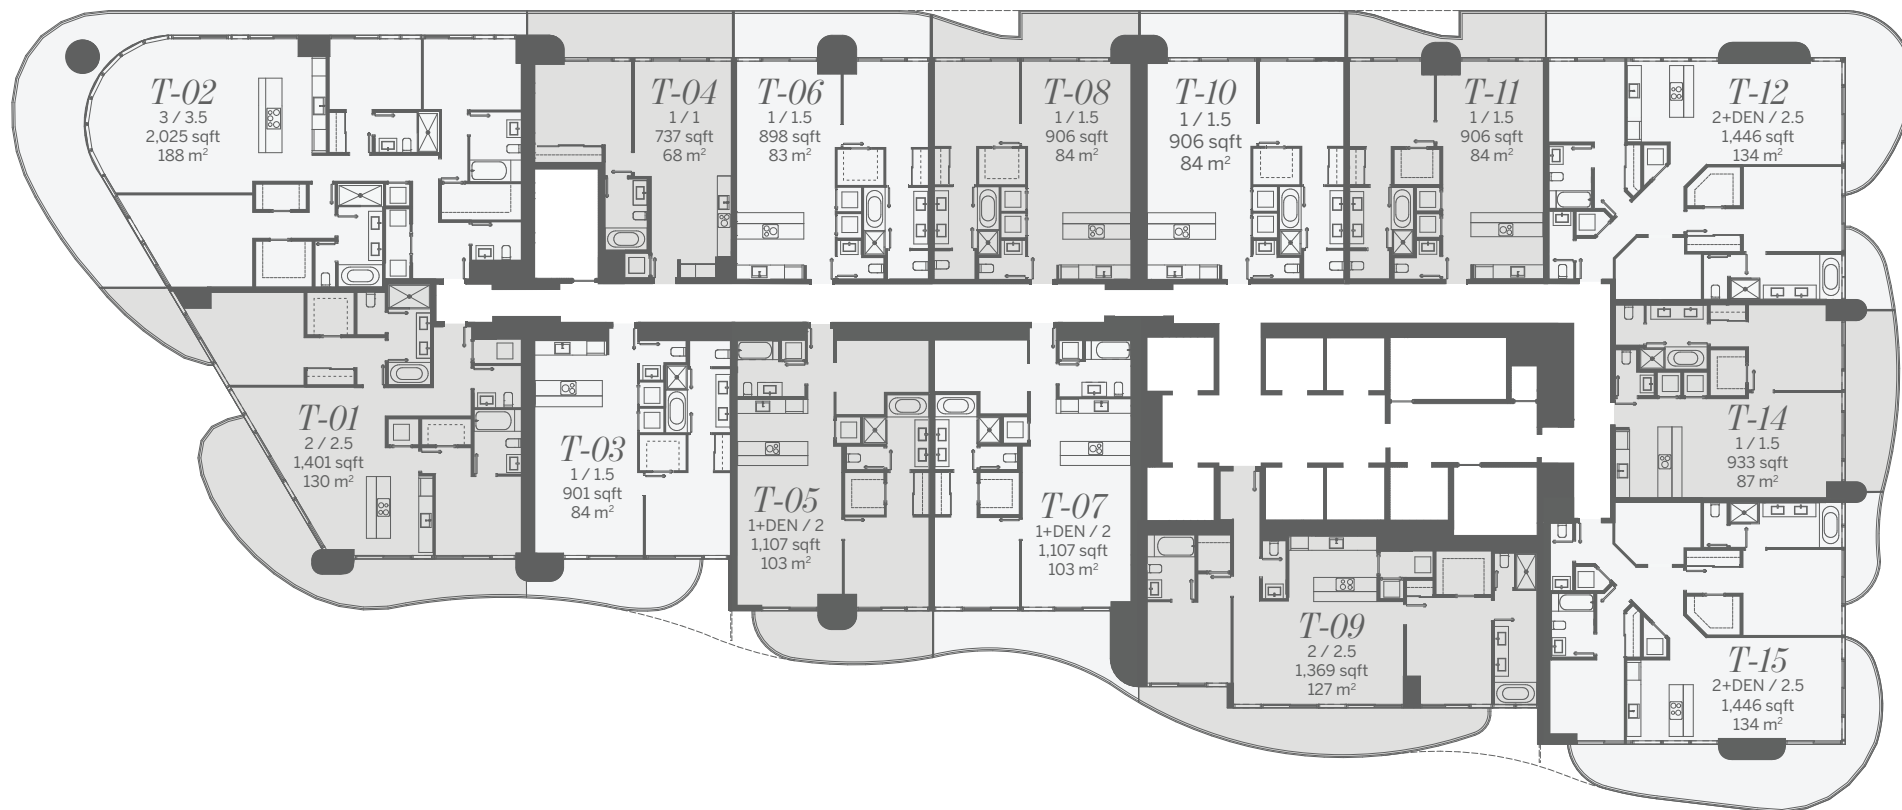 T-02
3 / 3.5
2,025 sqft
188 m²
T-04
1 / 1
737 sqft
68 m²
T-06
1 / 1.5
898 sqft
83 m²
T-08
1 / 1.5
906 sqft
84 m²
T-10
1 / 1.5
906 sqft
84 m²
T-11
1 / 1.5
906 sqft
84 m²
T-12
2+DEN / 2.5
1,446 sqft
134 m²
T-01
2 / 2.5
1,401 sqft
130 m²
T-03
1 / 1.5
901 sqft
84 m²
T-05
1+DEN / 2
1,107 sqft
103 m²
T-07
1+DEN / 2
1,107 sqft
103 m²
T-14
1 / 1.5
933 sqft
87 m²
T-09
2 / 2.5
1,369 sqft
127 m²
T-15
2+DEN / 2.5
1,446 sqft
134 m²